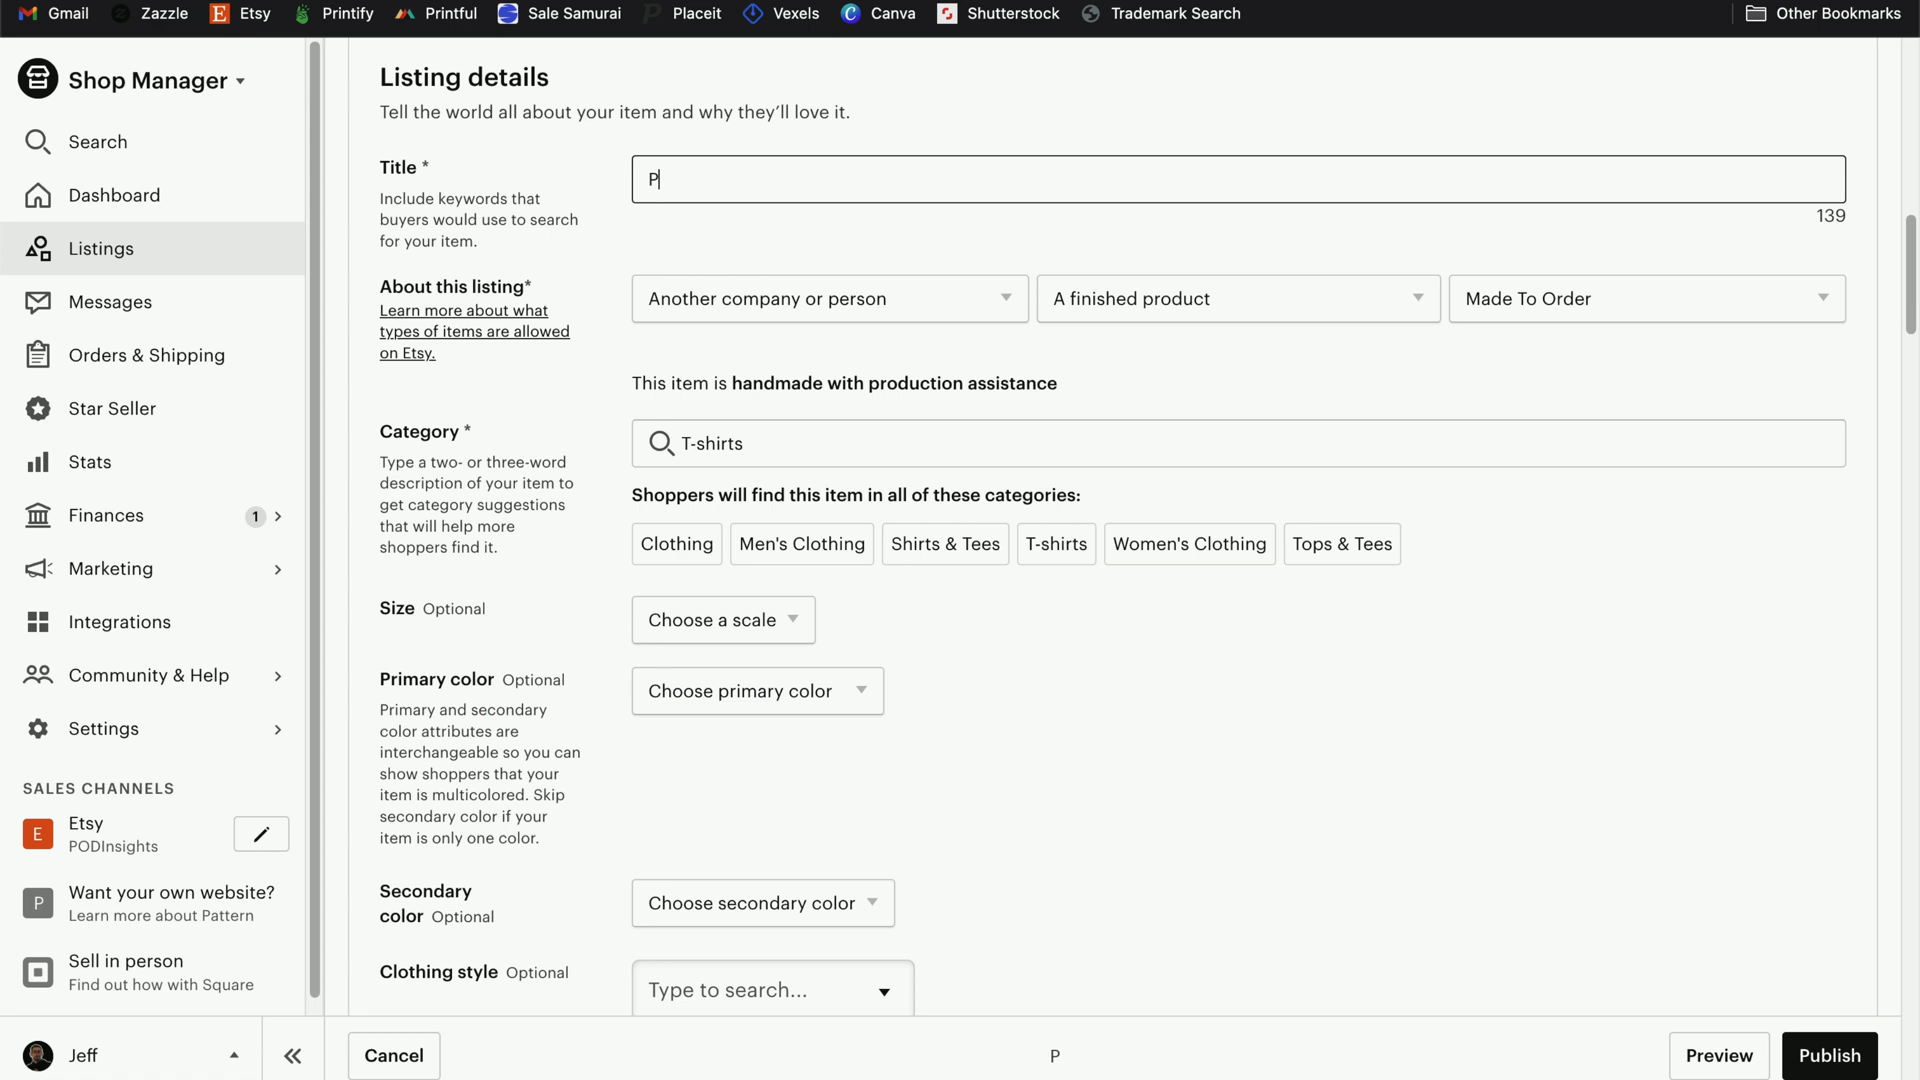 Gmail
Zazzle
Etsy
Printify
Printful
Sale Samurai
Placeit
Vexels
Canva
Shutterstock
Trademark Search
Other Bookmarks
Shop Manager
Search
Dashboard
Listings
Messages
Orders & Shipping
Star Seller
Stats
Finances 1
Marketing
Integrations
Community & Help
Settings
SALES CHANNELS
E
Etsy
PODInsights
P
Want your own website?
Learn more about Pattern
Sell in person
Find out how with Square
Jeff
Listing details
Tell the world all about your item and why they’ll love it.
Title *
Include keywords that
buyers would use to search
for your item.
P
139
About this listing*
Learn more about what
types of items are allowed
on Etsy.
Another company or person
A finished product
Made To Order
This item is handmade with production assistance
Category *
Type a two- or three-word
description of your item to
get category suggestions
that will help more
shoppers find it.
T-shirts
Shoppers will find this item in all of these categories:
Clothing
Men's Clothing
Shirts & Tees
T-shirts
Women's Clothing
Tops & Tees
Size Optional
Choose a scale
Primary color Optional
Primary and secondary
color attributes are
interchangeable so you can
show shoppers that your
item is multicolored. Skip
secondary color if your
item is only one color.
Choose primary color
Secondary
color Optional
Choose secondary color
Clothing style Optional
Type to search...
Cancel
P
Preview
Publish